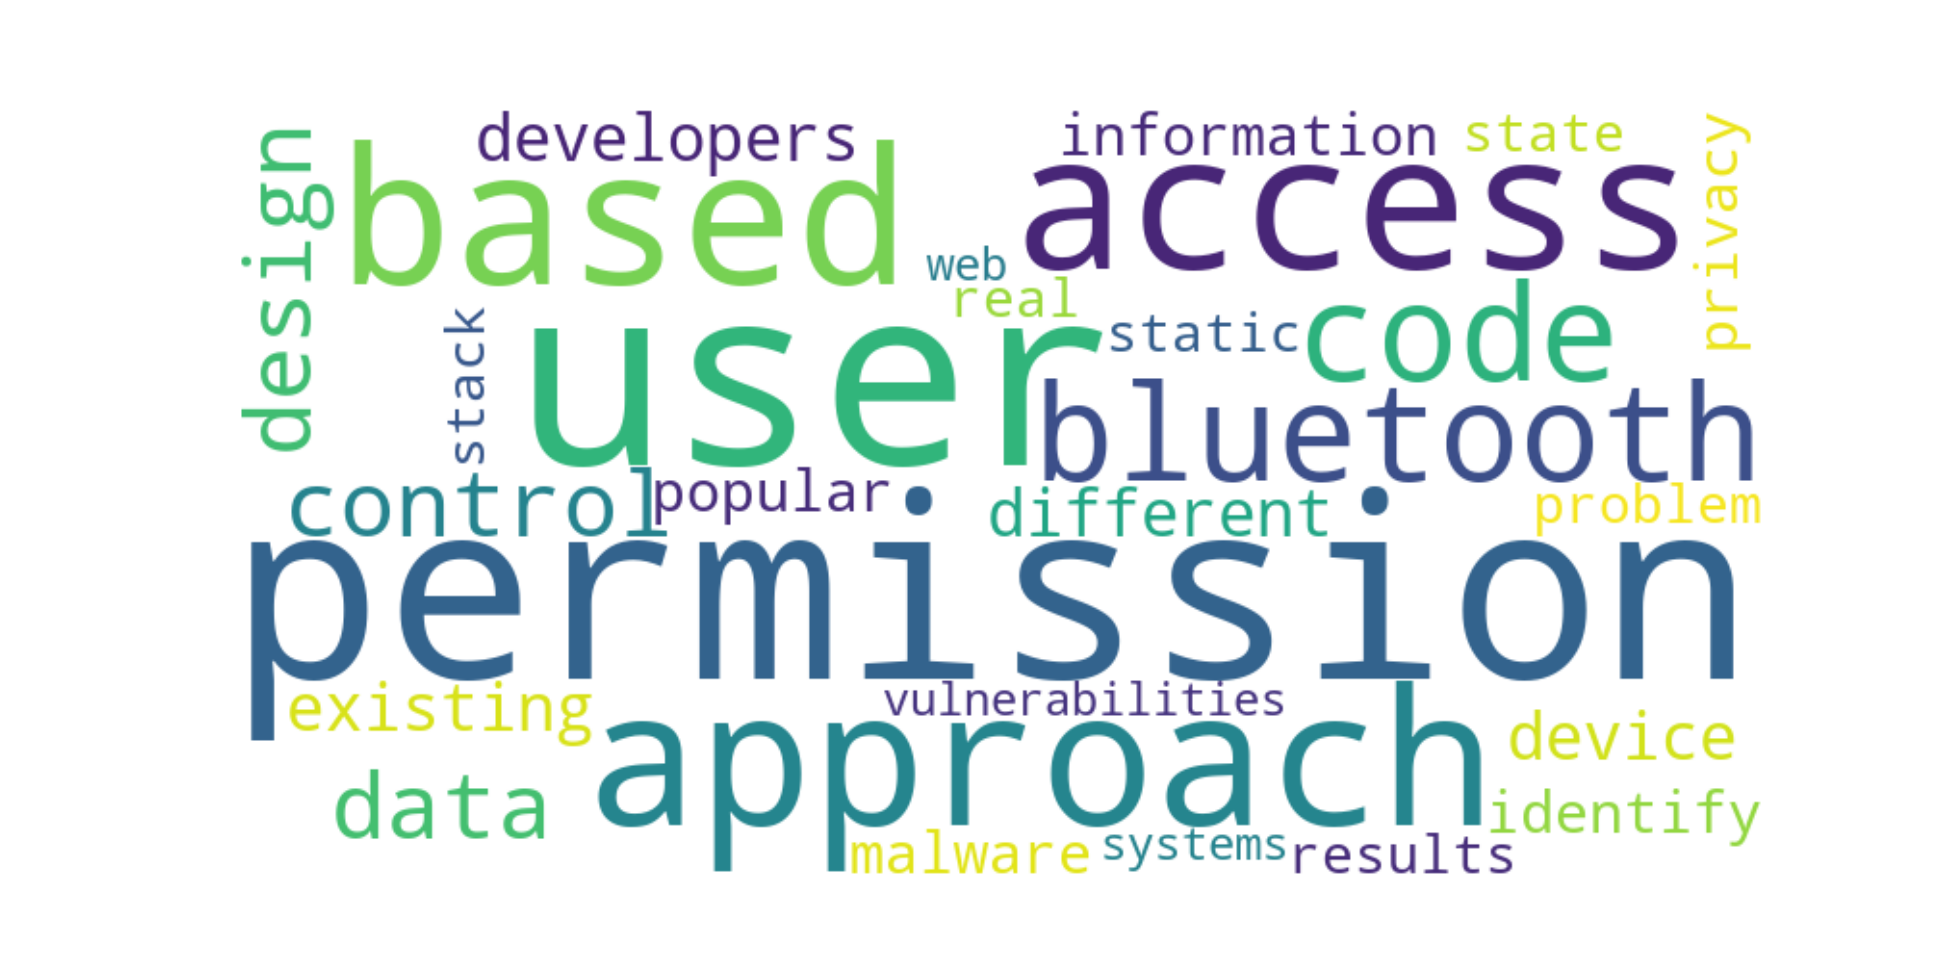 developers
information
state
privacy
design
based
access
web
real
static
code
stack
user
bluetooth
control
popular
different
problem
permission
existing
vulnerabilities
approach
device
data
identify
malware
systems
results